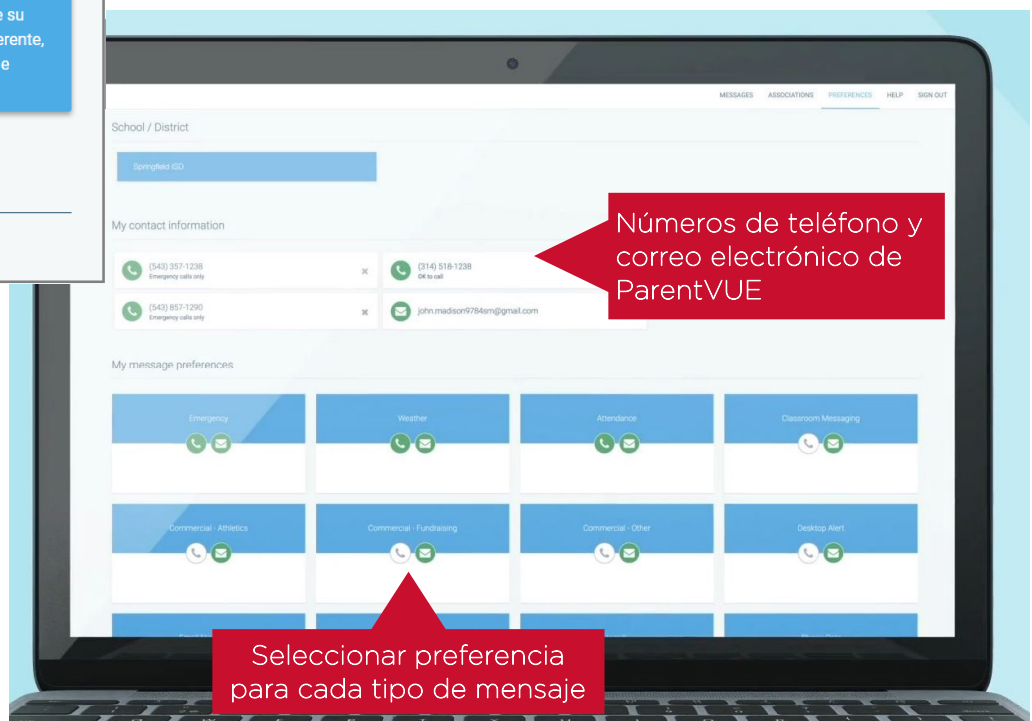 e su
erente,
e
MESSAGES ASSOCIATIONS PREFERENCES HELP SIGN OUT
School / District
Springfield ISD
My contact information
(543) 357-1238
Emergency calls only
(314) 518-1238
OK to call
(543) 857-1290
Emergency calls only
john.madison9784sm@gmail.com
Números de teléfono y
correo electrónico de
ParentVUE
My message preferences
Emergency Weather Attendance Classroom Messaging
Commercial - Athletics Commercial - Fundraising Commercial - Other Desktop Alert
Seleccionar preferencia
para cada tipo de mensaje